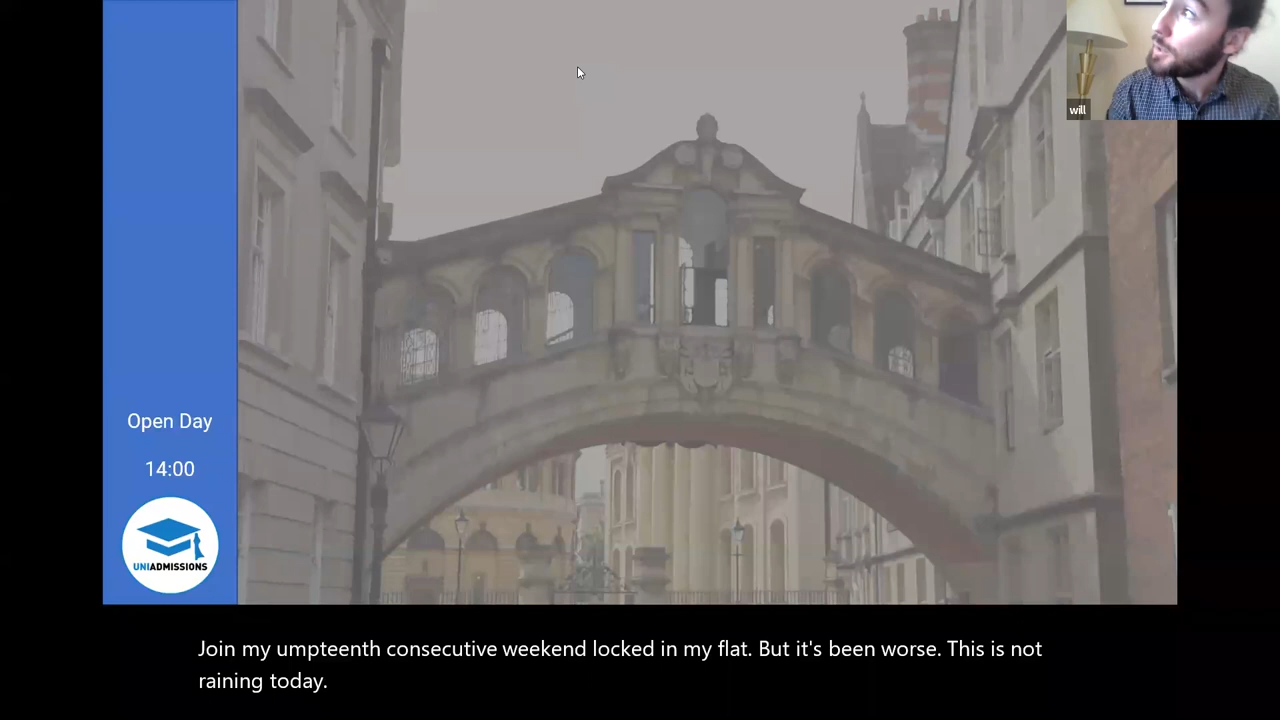 will
Open Day
14:00
UNIADMISSIONS
Join my umpteenth consecutive weekend locked in my flat. But it's been worse. This is not
raining today.